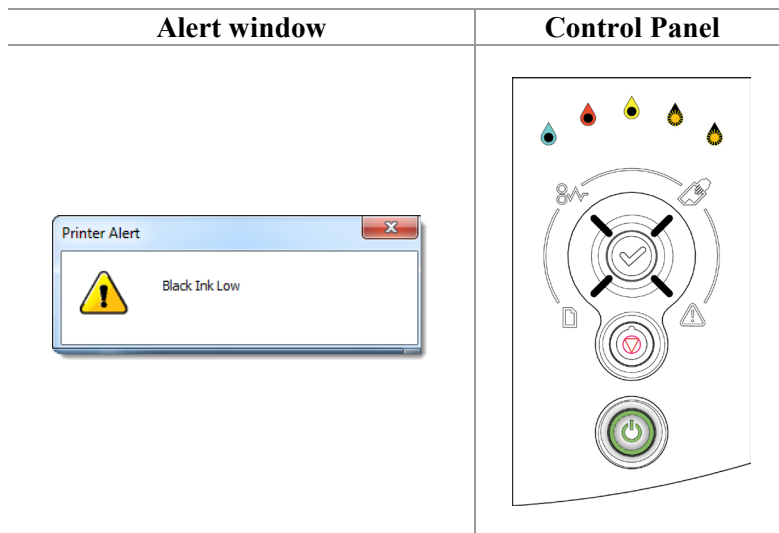 Alert window
Control Panel
Printer Alert
Black Ink Low